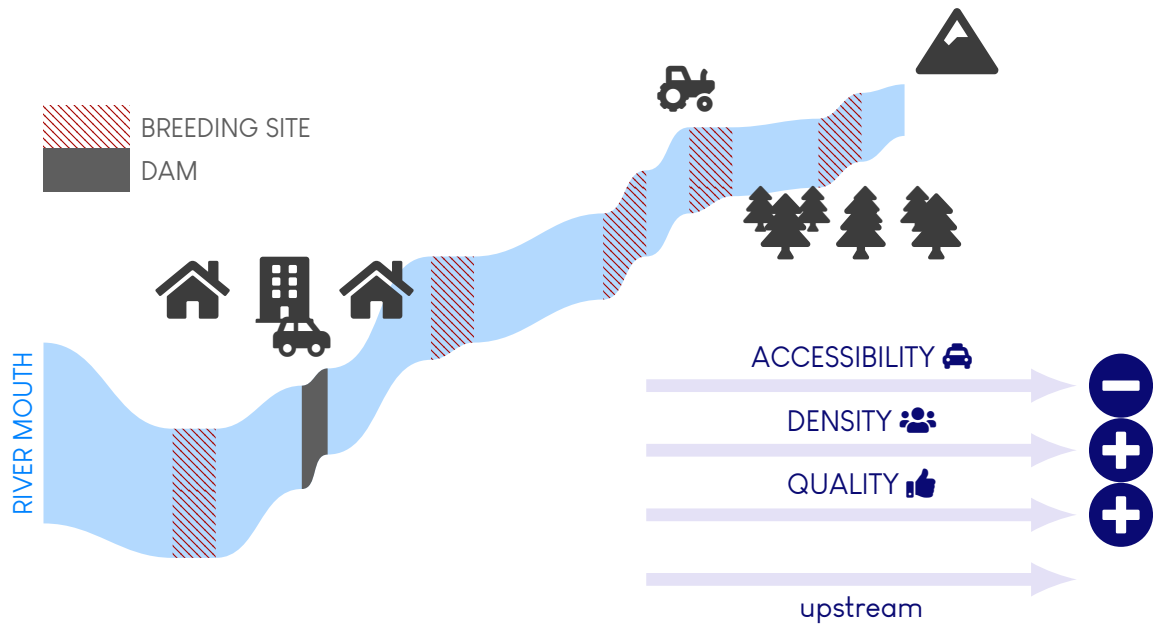 BREEDING SITE
DAM
RIVER MOUTH
ACCESSIBILITY
DENSITY
QUALITY
upstream